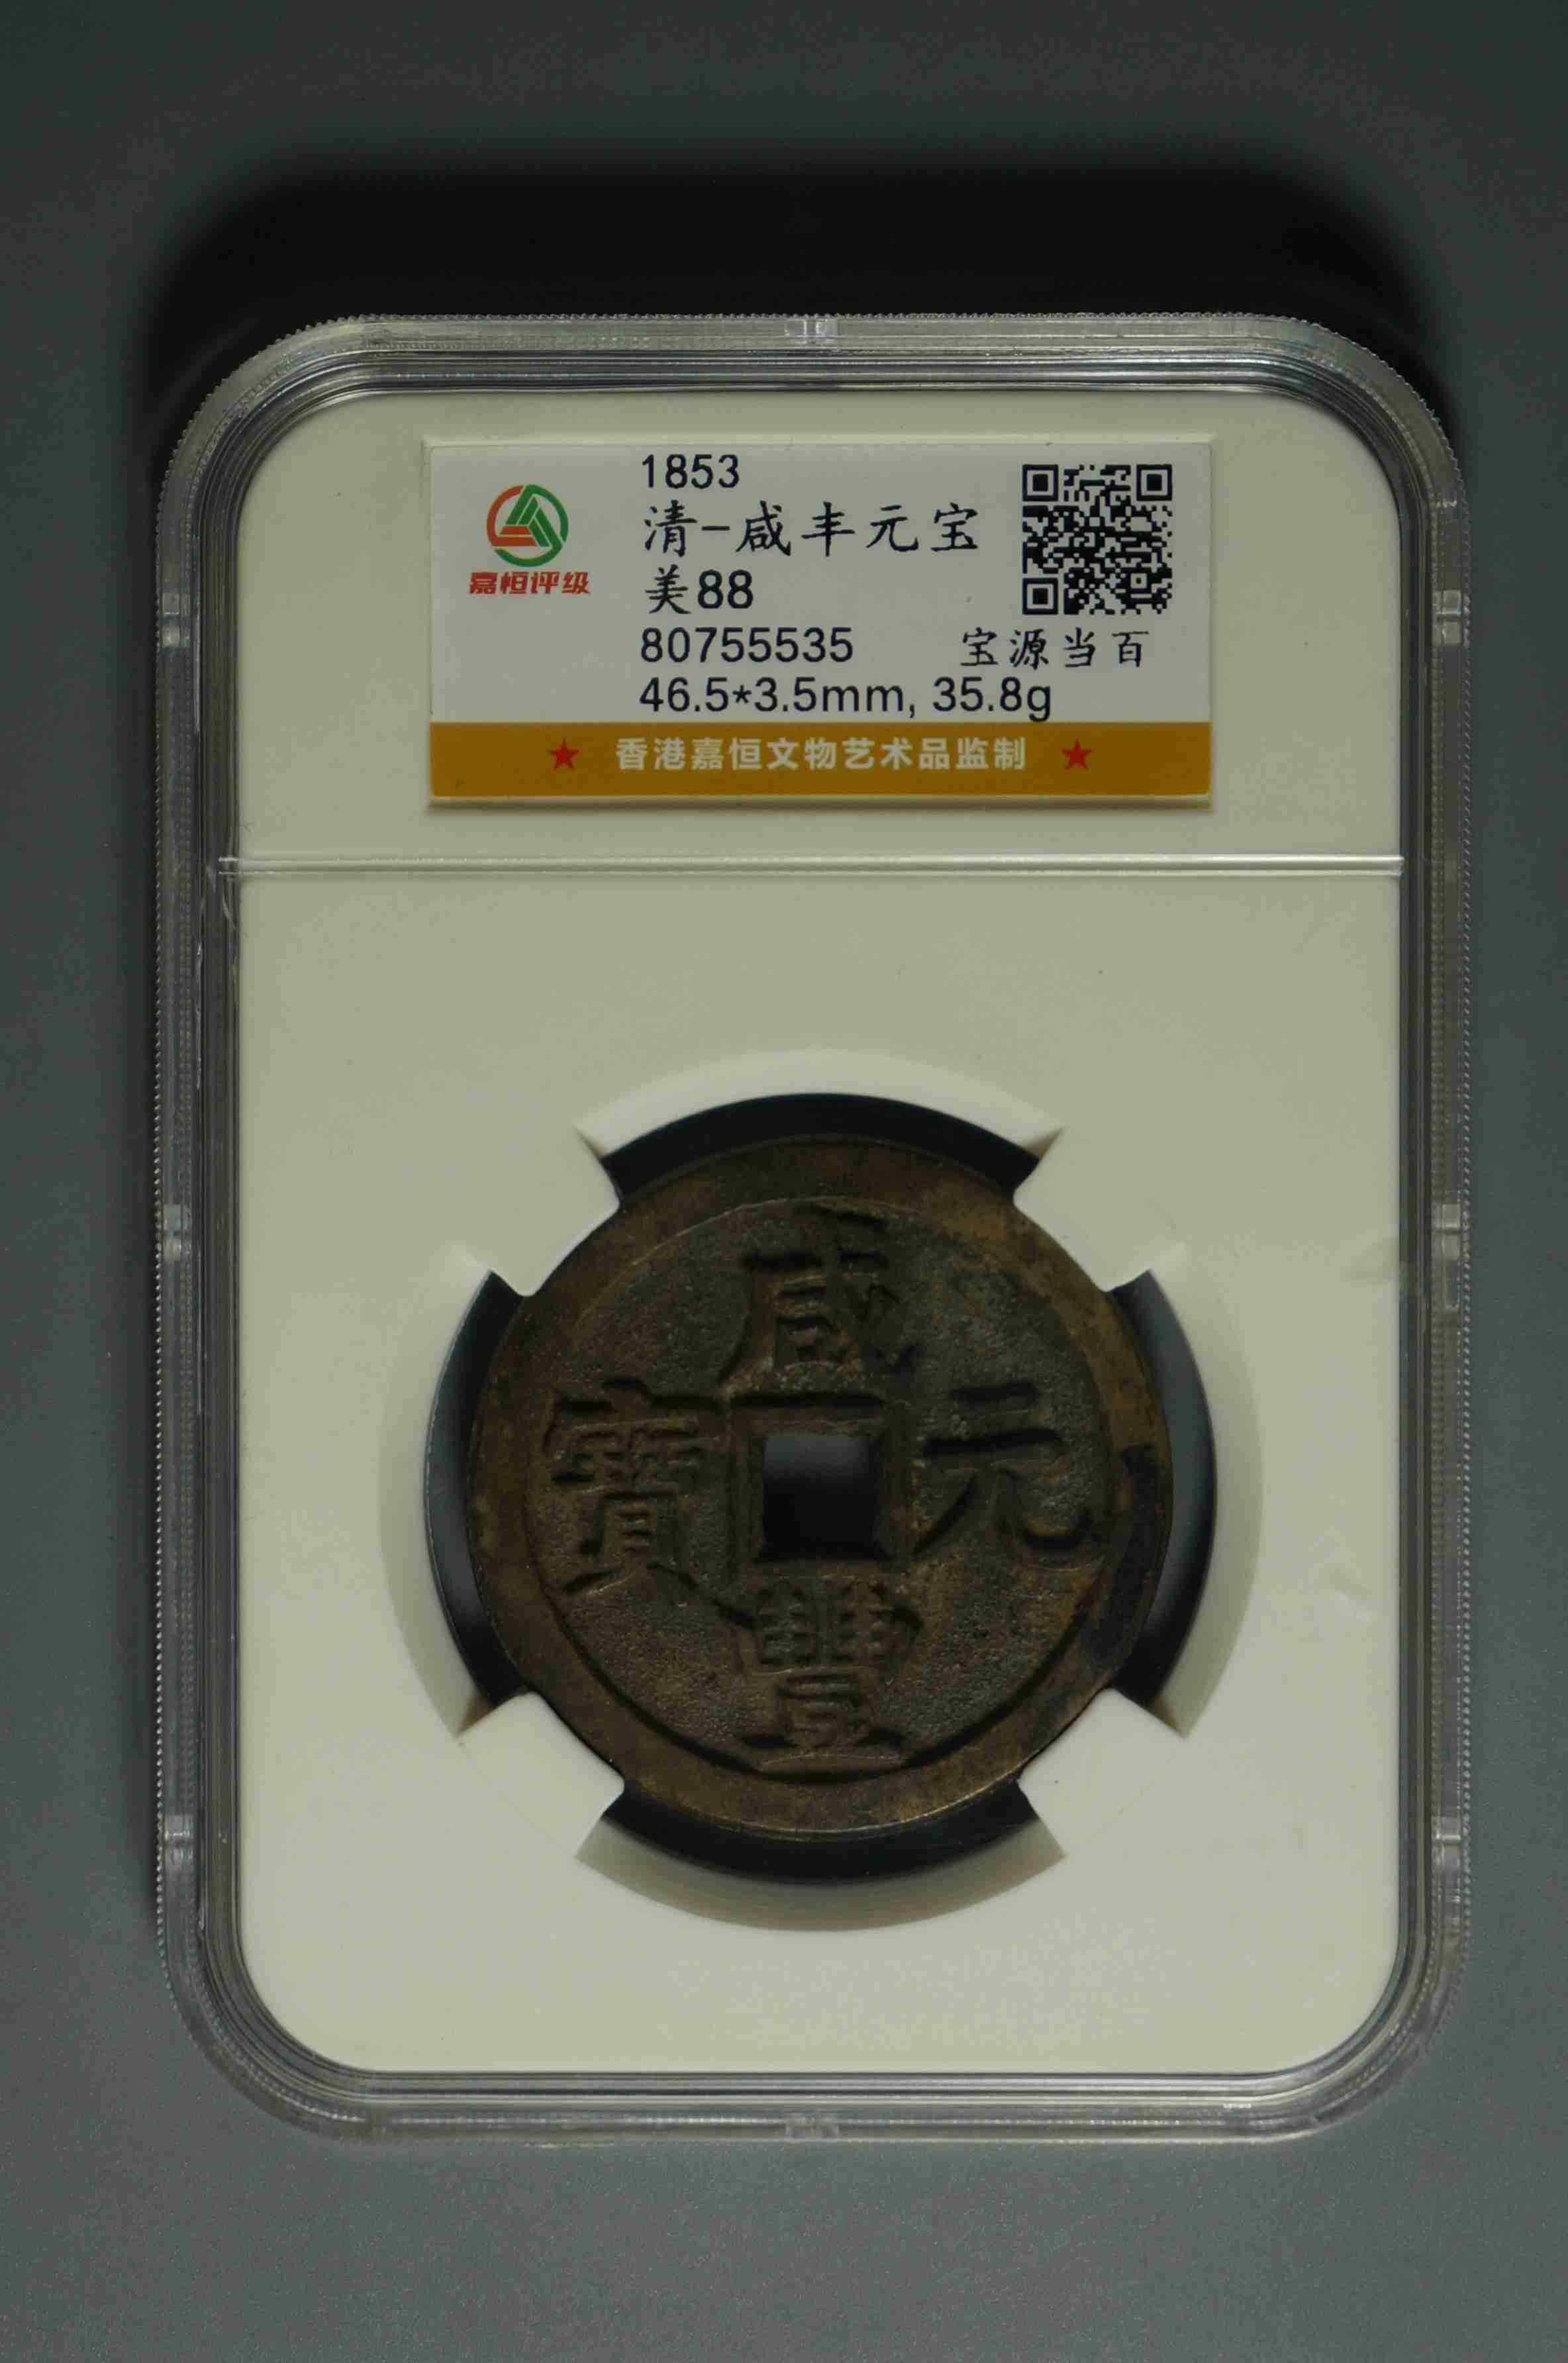 1853
清-咸丰元宝
美88
嘉恒评级
80755535 宝源当百
46.5*3.5mm, 35.8g
★ 香港嘉恒文物艺术品监制 ★
咸
寶 元
豐